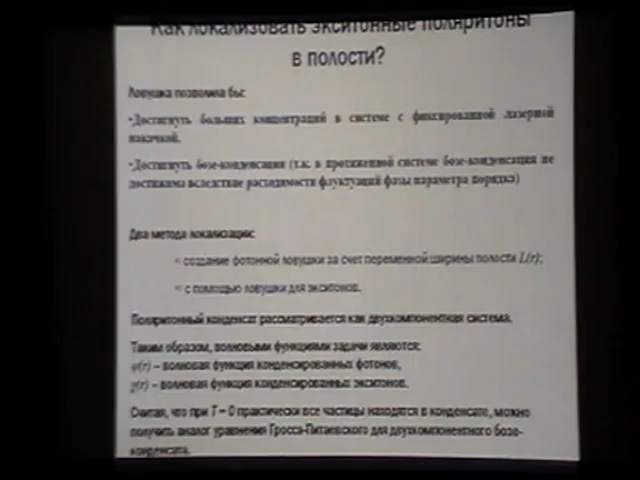 Как локализовать экситонные поляритоны
в полости?
Ловушка позволила бы:
•Достигнуть больших концентраций в системе с фиксированной лазерной
накачкой.
•Достигнуть бозе-конденсации (т.к. в протяженной системе бозе-конденсация не
достижима вследствие расходимости флуктуаций фазы параметра порядка)
Два метода локализации:
создание фотонной ловушки за счет переменной ширины полости L(r);
с помощью ловушки для экситонов.
Поляритонный конденсат рассматривается как двухкомпонентная система.
Таким образом, волновыми функциями задачи являются:
ψ(r) – волновая функция конденсированных фотонов,
χ(r) – волновая функция конденсированных экситонов.
Считая, что при T = 0 практически все частицы находятся в конденсате, можно
получить аналог уравнения Гросса-Питаевского для двухкомпонентного бозе-
конденсата.